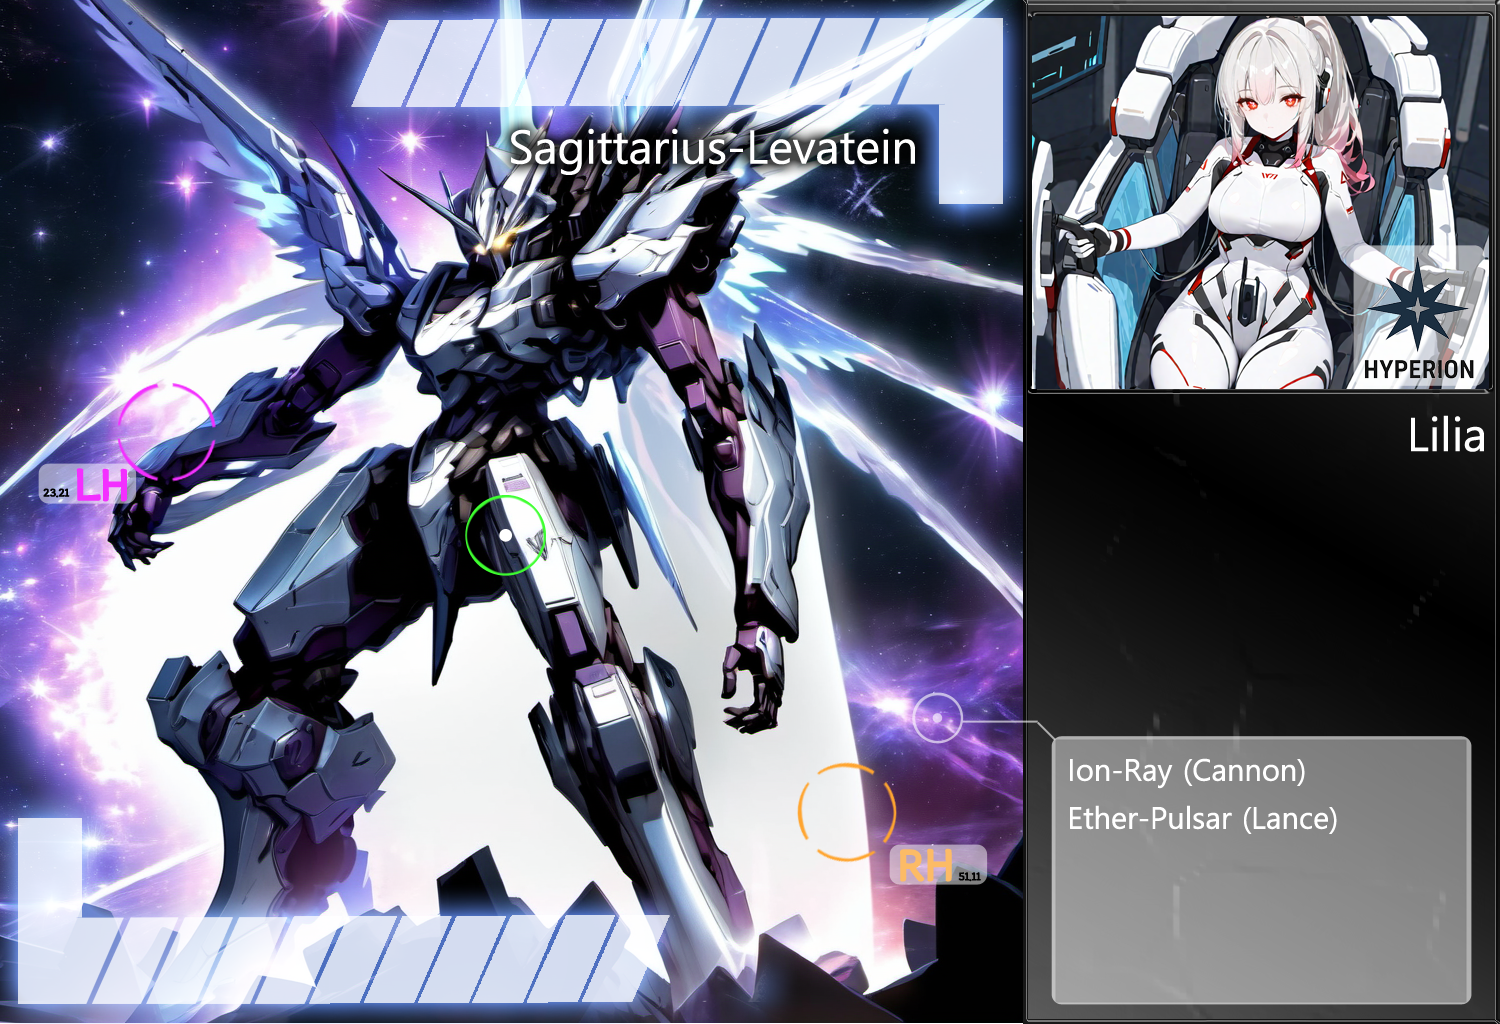 Sagittarius-Levatein
HYPERION
Lilia
23,21 LH
Ion-Ray (Cannon)
Ether-Pulsar (Lance)
RH 51,11